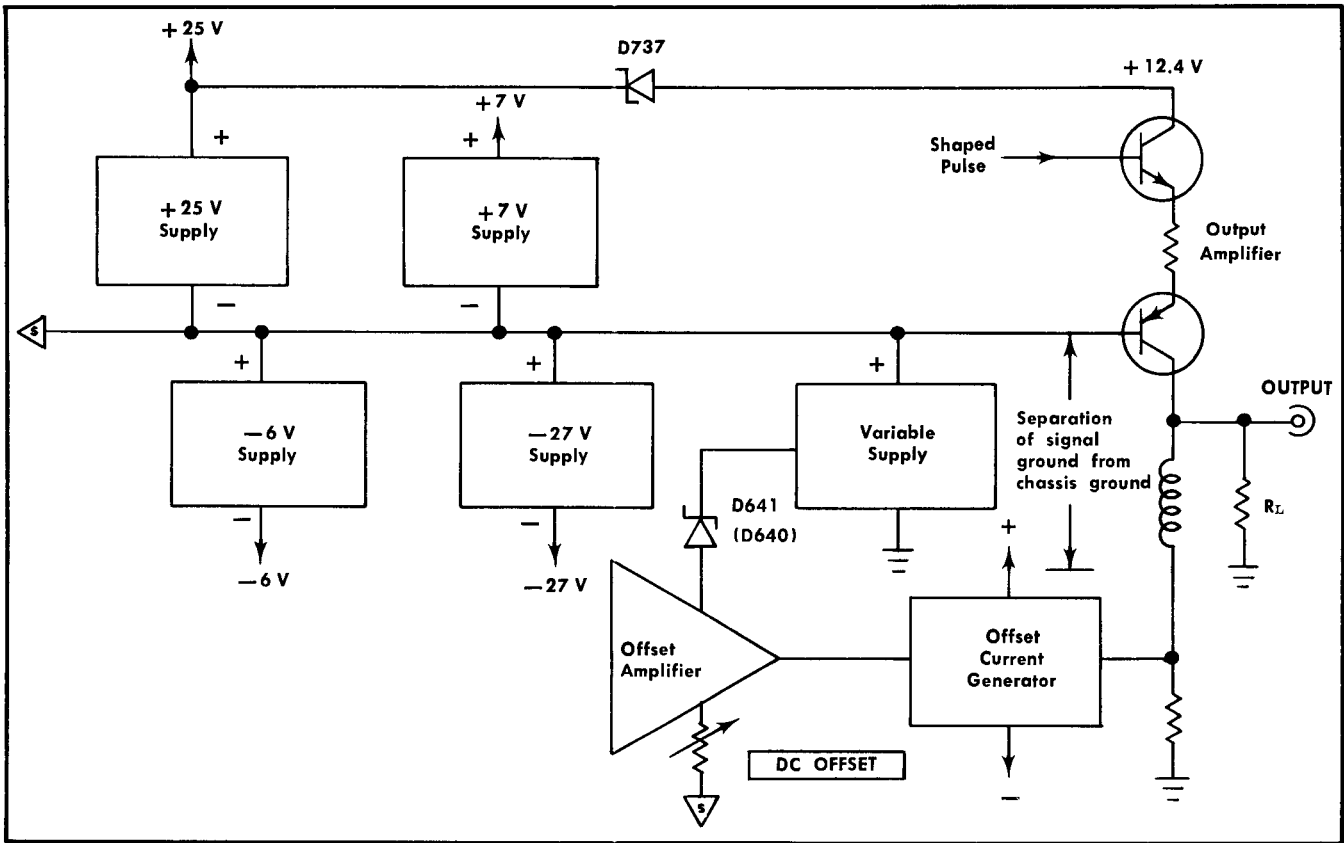 +25 V
D737
+12.4 V
+7 V
+
+
Shaped
Pulse
+25 V
Supply
+7 V
Supply
Output
Amplifier
−
−
S
+
+
+
OUTPUT
−6 V
Supply
−27 V
Supply
Variable
Supply
Separation
of signal
ground from
chassis ground
RL
D641
(D640)
−
−
+
−6 V
−27 V
Offset
Amplifier
Offset
Current
Generator
DC OFFSET
−
S